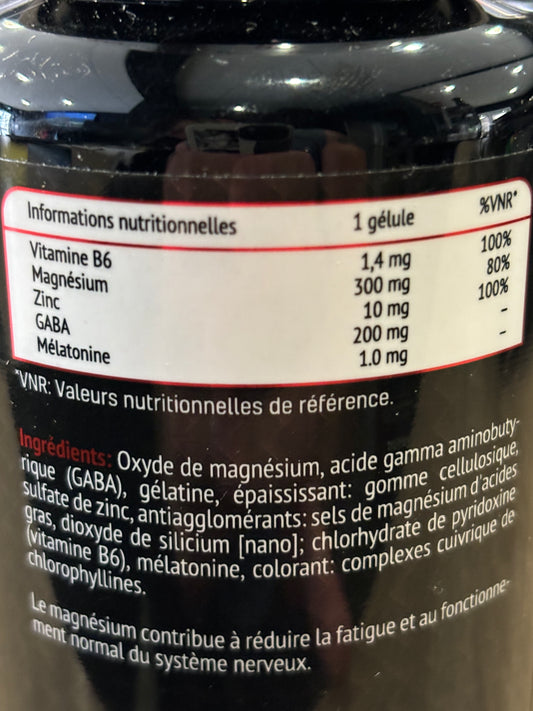 Informations nutritionnelles 1 gélule %VNR*
Vitamine B6 1,4 mg 100%
Magnésium 300 mg 80%
Zinc 10 mg 100%
GABA 200 mg -
Mélatonine 1.0 mg -
*VNR: Valeurs nutritionnelles de référence.
Ingrédients: Oxyde de magnésium, acide gamma aminobuty-
rique (GABA), gélatine, épaississant: gomme cellulosique,
sulfate de zinc, antiagglomérants: sels de magnésium d'acides
gras, dioxyde de silicium [nano]; chlorhydrate de pyridoxine
(vitamine B6), mélatonine, colorant: complexes cuivrique de
chlorophyllines.
Le magnésium contribue à réduire la fatigue et au fonctionne-
ment normal du système nerveux.